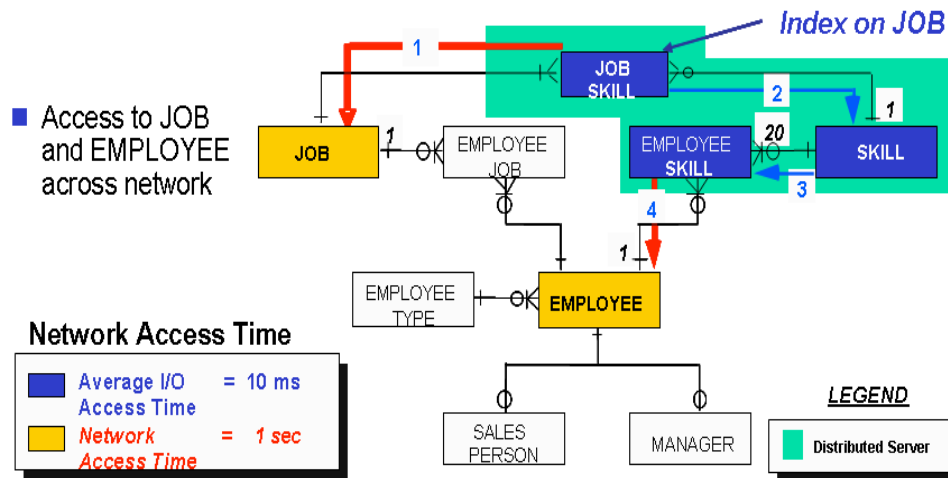 Index on JOB
1
JOB
SKILL
2
1
Access to JOB
and EMPLOYEE
across network
JOB
1
EMPLOYEE
JOB
EMPLOYEE
SKILL
20
SKILL
3
4
1
EMPLOYEE
TYPE
EMPLOYEE
Network Access Time
Average I/O = 10 ms
Access Time
Network = 1 sec
Access Time
SALES
PERSON
MANAGER
LEGEND
Distributed Server